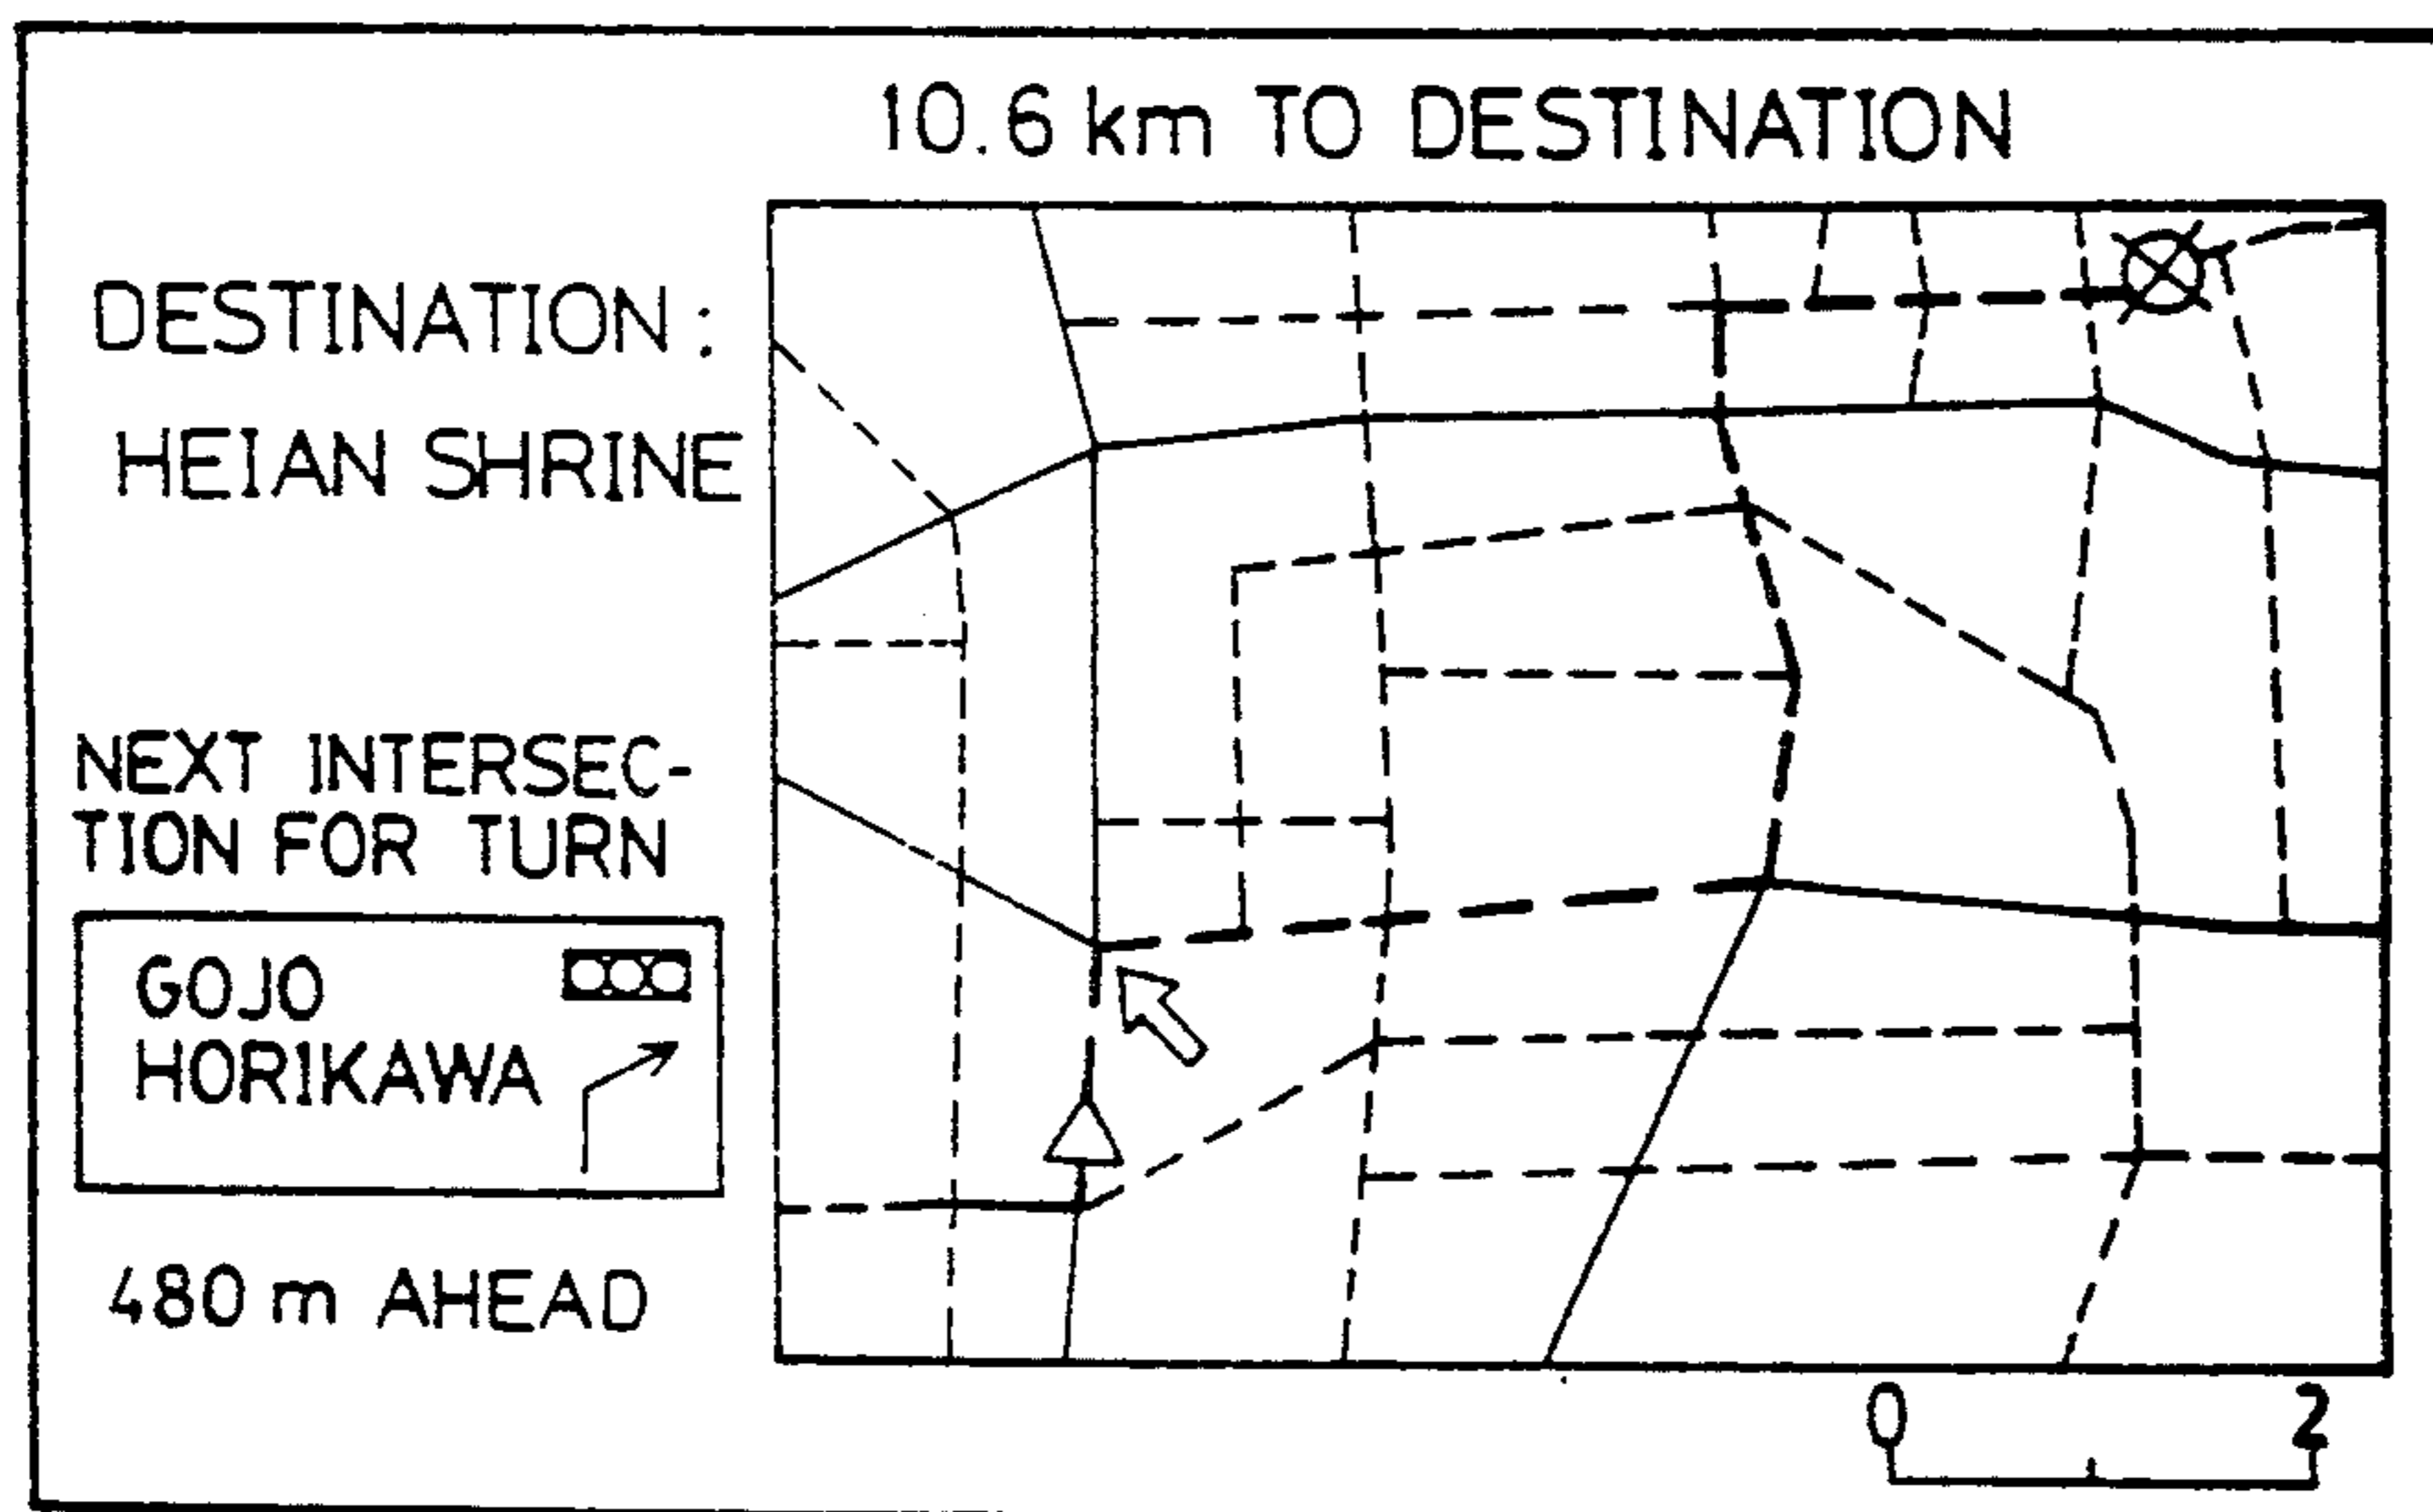 10.6 km TO DESTINATION
DESTINATION:
HEIAN SHRINE
NEXT INTERSEC-
TION FOR TURN
GOJO
HORIKAWA
480 m AHEAD
0 2